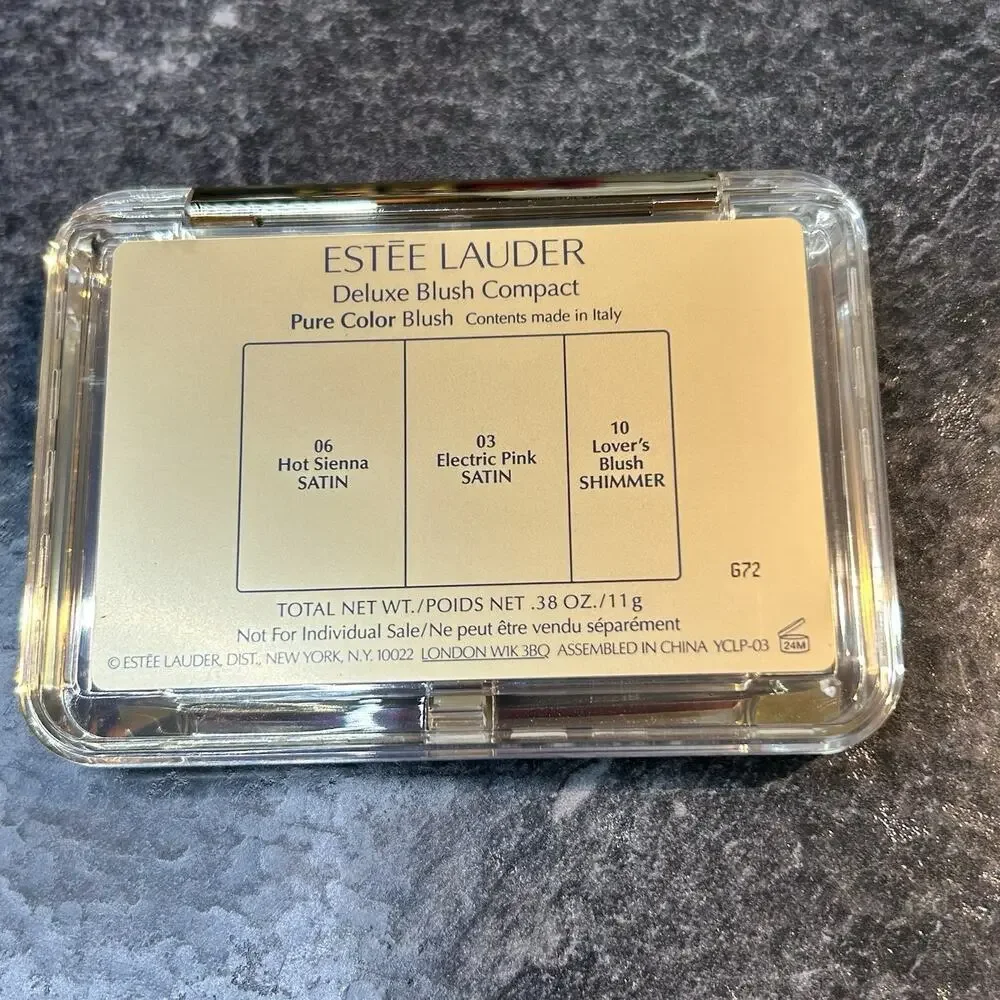 ESTĒE LAUDER
Deluxe Blush Compact
Pure Color Blush Contents made in Italy
06
Hot Sienna
SATIN
03
Electric Pink
SATIN
10
Lover's
Blush
SHIMMER
G72
TOTAL NET WT./POIDS NET .38 OZ./11g
Not For Individual Sale/Ne peut être vendu séparément
© ESTĒE LAUDER, DIST., NEW YORK, N.Y. 10022 LONDON W1K 3BQ ASSEMBLED IN CHINA YCLP-03 24M